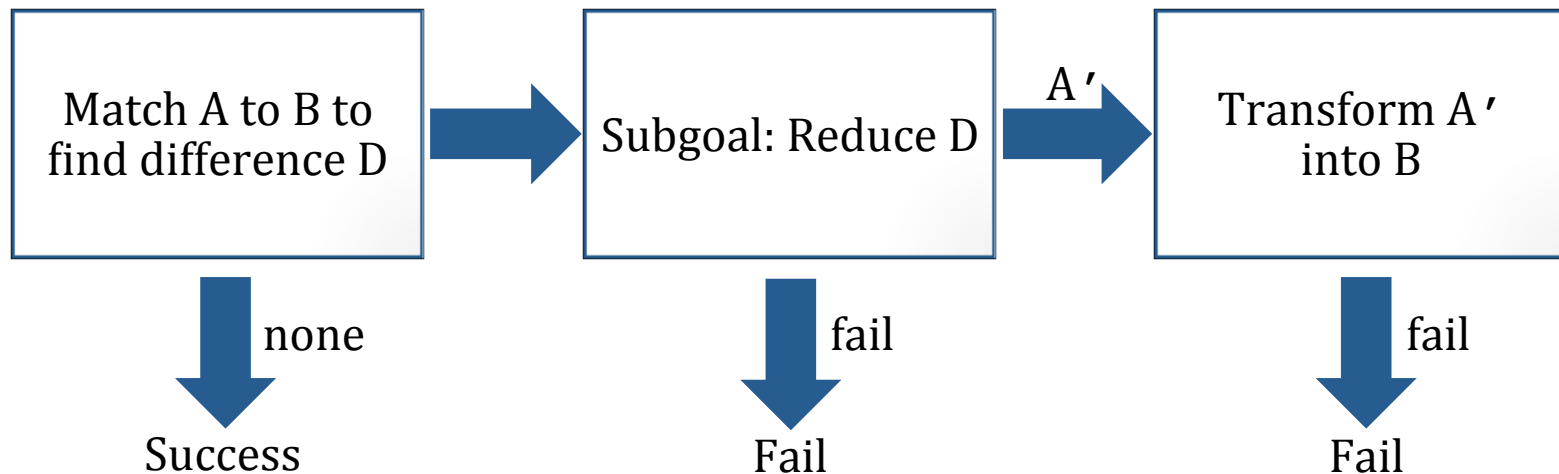 Match A to B to
find difference D
Subgoal: Reduce D
A′
Transform A′
into B
none
fail
fail
Success
Fail
Fail